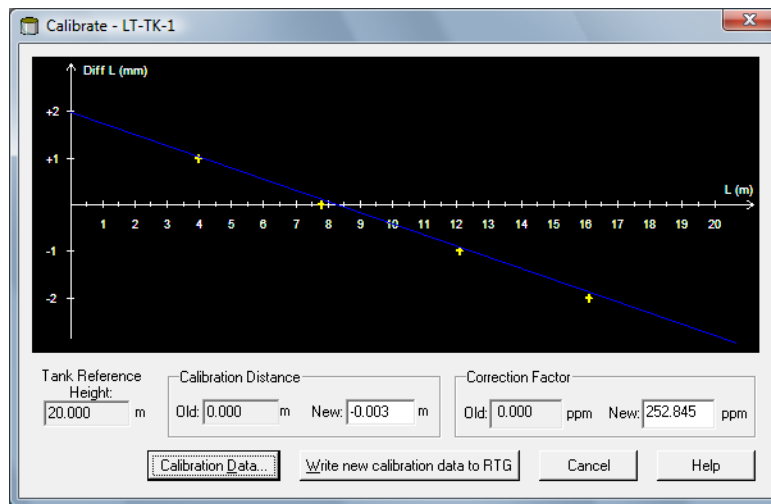 Calibrate - LT-TK-1
Diff L (mm)
+2
+1
L (m)
1 2 3 4 5 6 7 8 9 10 11 12 13 14 15 16 17 18 19 20
-1
-2
Tank Reference
Height:
20.000 m
Calibration Distance
Old: 0.000 m New: -0.003 m
Correction Factor
Old: 0.000 ppm New: 252.845 ppm
Calibration Data...
Write new calibration data to RTG
Cancel
Help